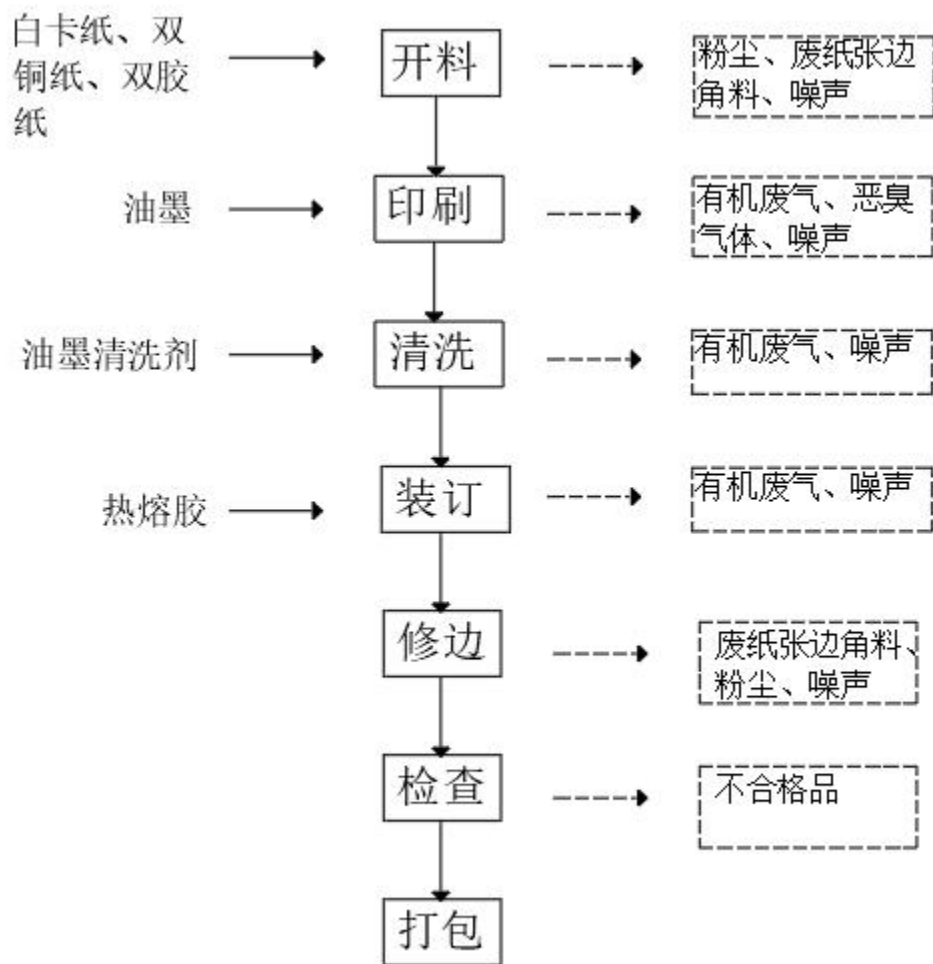 白卡纸、双
铜纸、双胶
纸
开料
粉尘、废纸张边
角料、噪声
油墨
印刷
有机废气、恶臭
气体、噪声
油墨清洗剂
清洗
有机废气、噪声
热熔胶
装订
有机废气、噪声
修边
废纸张边角料、
粉尘、噪声
检查
不合格品
打包